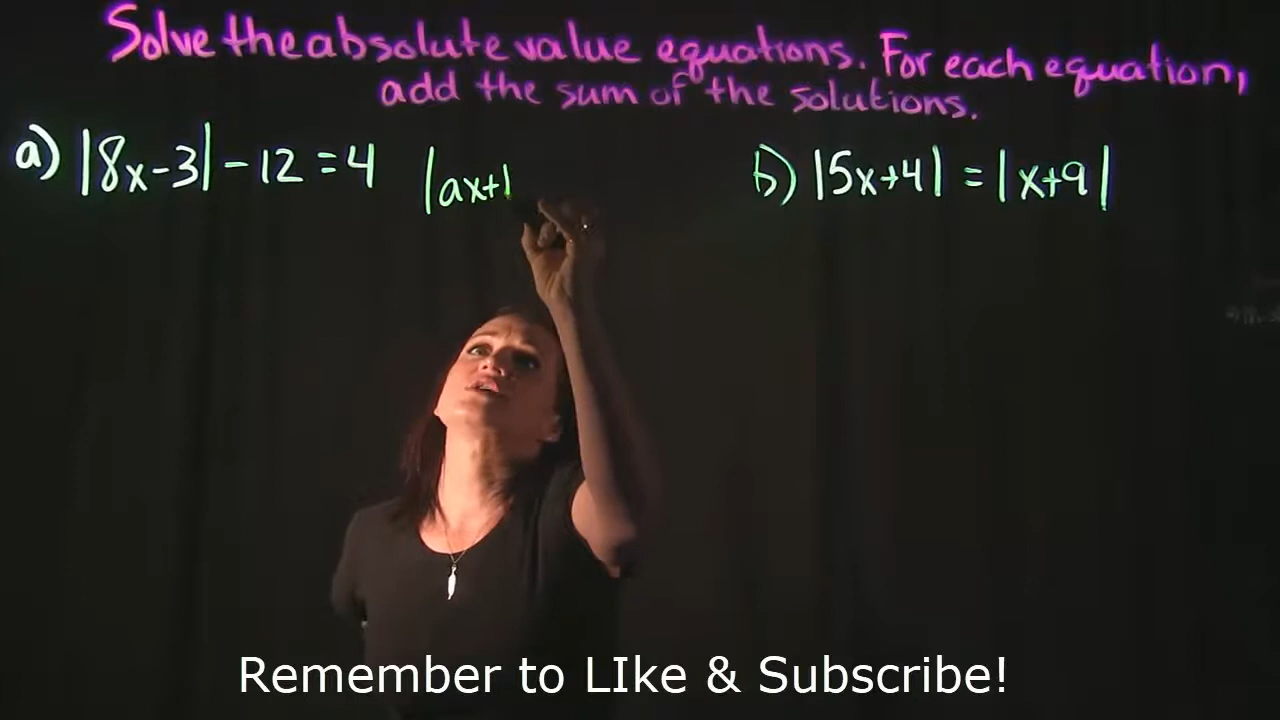 Solve the absolute value equations. For each equation,
add the sum of the solutions.
a) |8x-3| - 12 = 4 |ax+l b) |5x+4| = |x+9|
Remember to LIke & Subscribe!